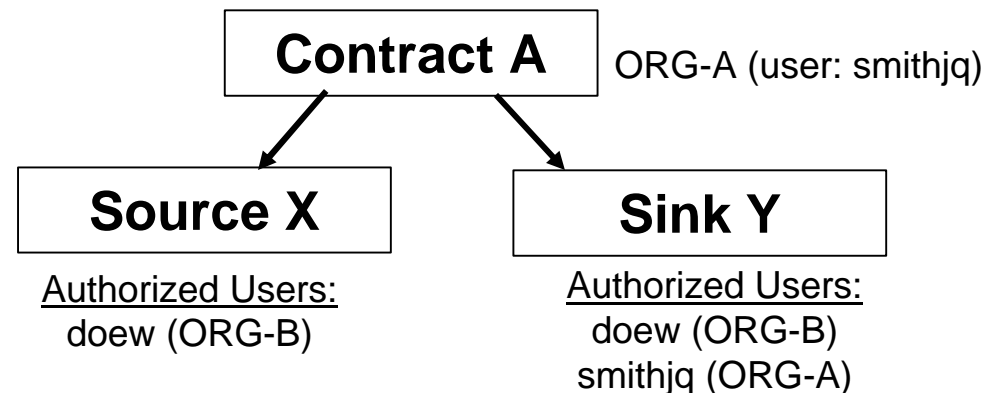 Contract A
ORG-A (user: smithjq)
Source X
Sink Y
Authorized Users:
doew (ORG-B)
Authorized Users:
doew (ORG-B)
smithjq (ORG-A)